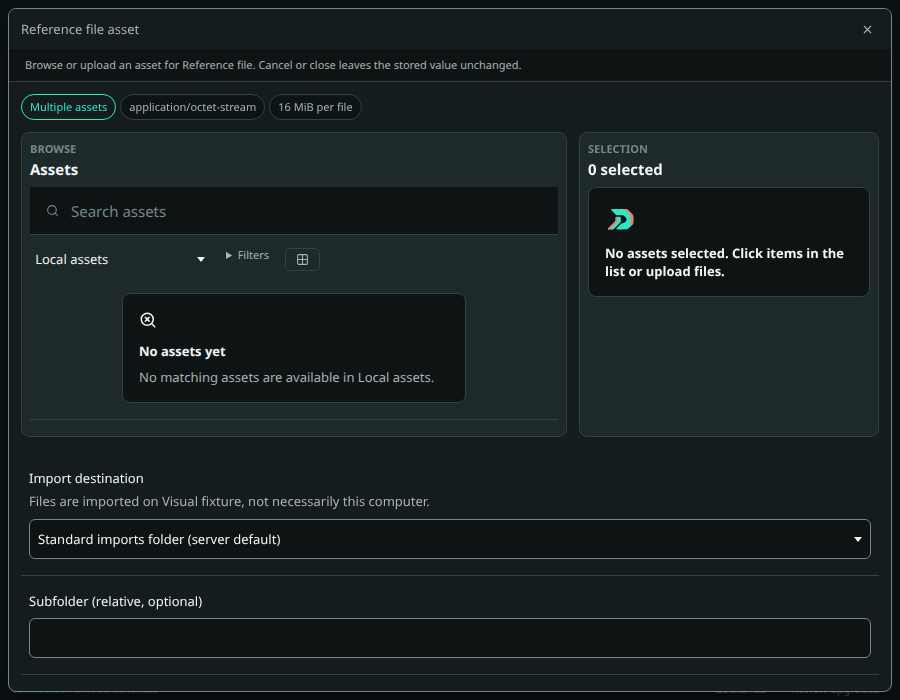 Reference file asset
Browse or upload an asset for Reference file. Cancel or close leaves the stored value unchanged.
Multiple assets
application/octet-stream
16 MiB per file
BROWSE
Assets
Search assets
Local assets
Filters
No assets yet
No matching assets are available in Local assets.
SELECTION
0 selected
No assets selected. Click items in the
list or upload files.
Import destination
Files are imported on Visual fixture, not necessarily this computer.
Standard imports folder (server default)
Subfolder (relative, optional)